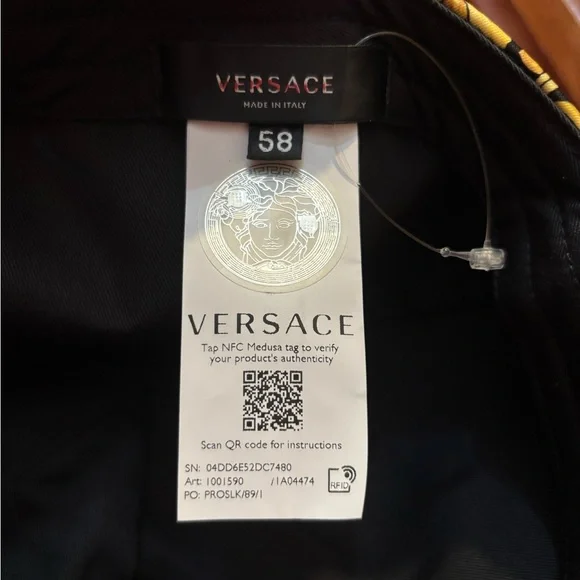 VERSACE
MADE IN ITALY
58
VERSACE
Tap NFC Medusa tag to verify
your product's authenticity
Scan QR code for instructions
SN: 04DD6E52DC7480
Art: 1001590 /1A04474
PO: PROSLK/B9/1
RFID